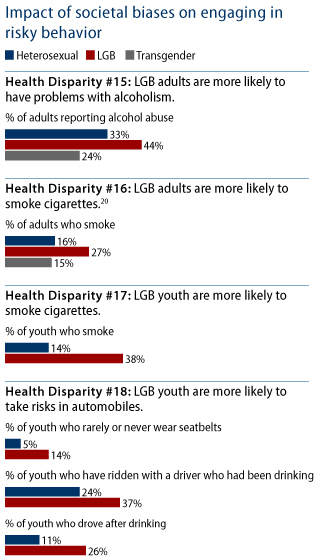 Impact of societal biases on engaging in
risky behavior
Heterosexual LGB Transgender
Health Disparity #15: LGB adults are more likely to
have problems with alcoholism.
% of adults reporting alcohol abuse
33%
44%
24%
Health Disparity #16: LGB adults are more likely to
smoke cigarettes.20
% of adults who smoke
16%
27%
15%
Health Disparity #17: LGB youth are more likely to
smoke cigarettes.
% of youth who smoke
14%
38%
Health Disparity #18: LGB youth are more likely to
take risks in automobiles.
% of youth who rarely or never wear seatbelts
5%
14%
% of youth who have ridden with a driver who had been drinking
24%
37%
% of youth who drove after drinking
11%
26%